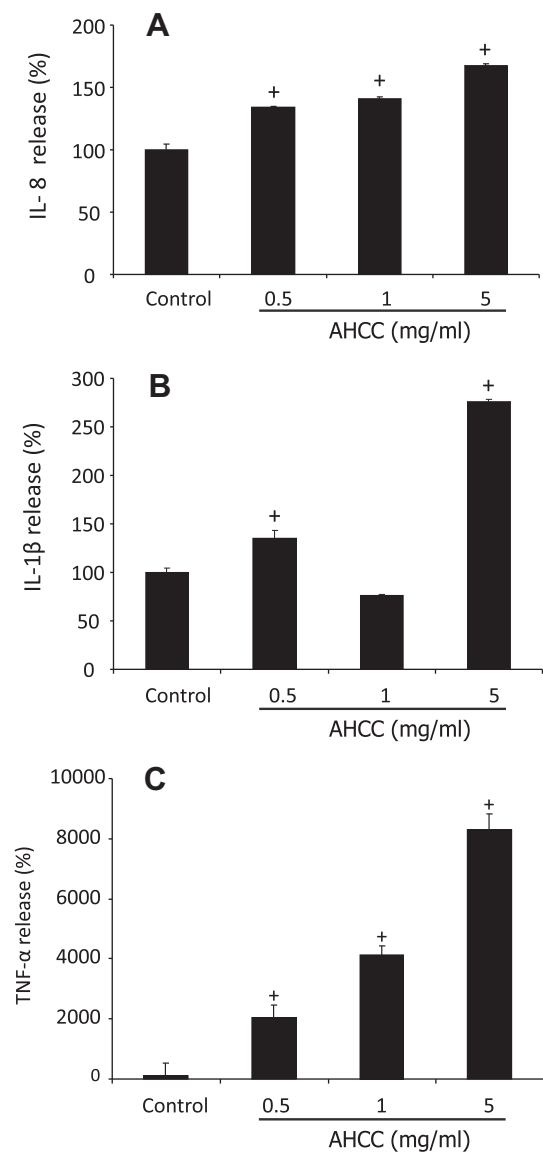 A
IL- 8 release (%)
200
150
100
50
0
Control 0.5 1 5
AHCC (mg/ml)
B
IL-1β release (%)
300
250
200
150
100
50
0
+
+
+
+
+
Control 0.5 1 5
AHCC (mg/ml)
C
TNF-α release (%)
10000
8000
6000
4000
2000
0
+
+
+
Control 0.5 1 5
AHCC (mg/ml)